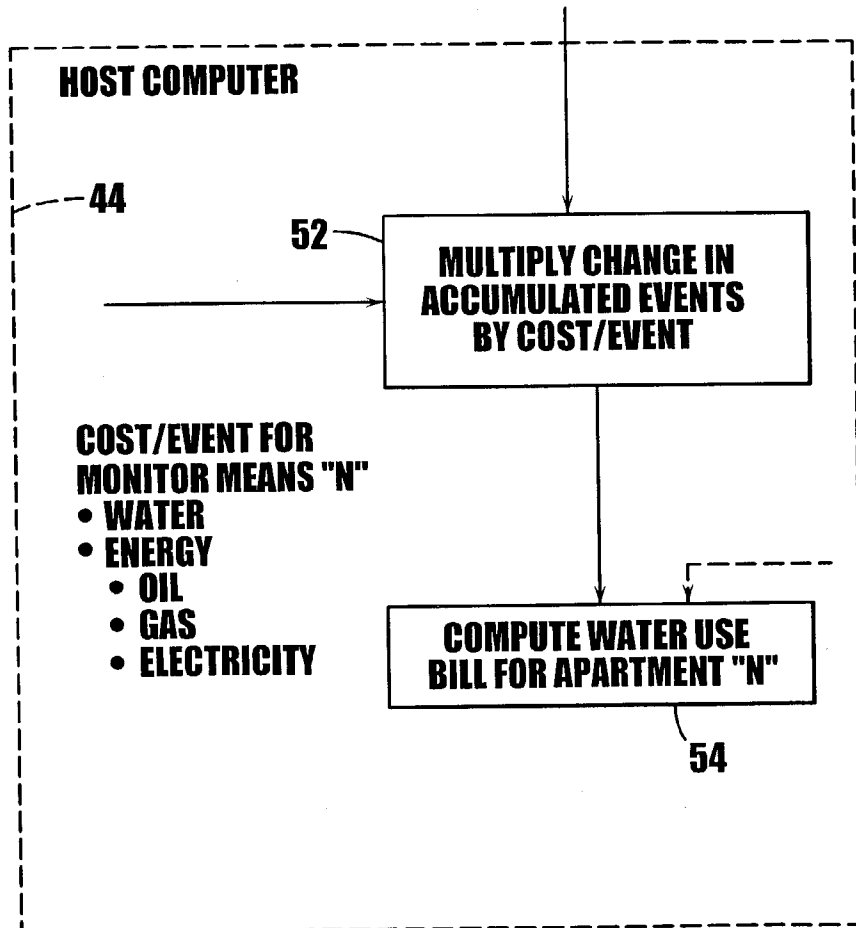 HOST COMPUTER
44
52
MULTIPLY CHANGE IN
ACCUMULATED EVENTS
BY COST/EVENT
COST/EVENT FOR
MONITOR MEANS "N"
• WATER
• ENERGY
• OIL
• GAS
• ELECTRICITY
COMPUTE WATER USE
BILL FOR APARTMENT "N"
54